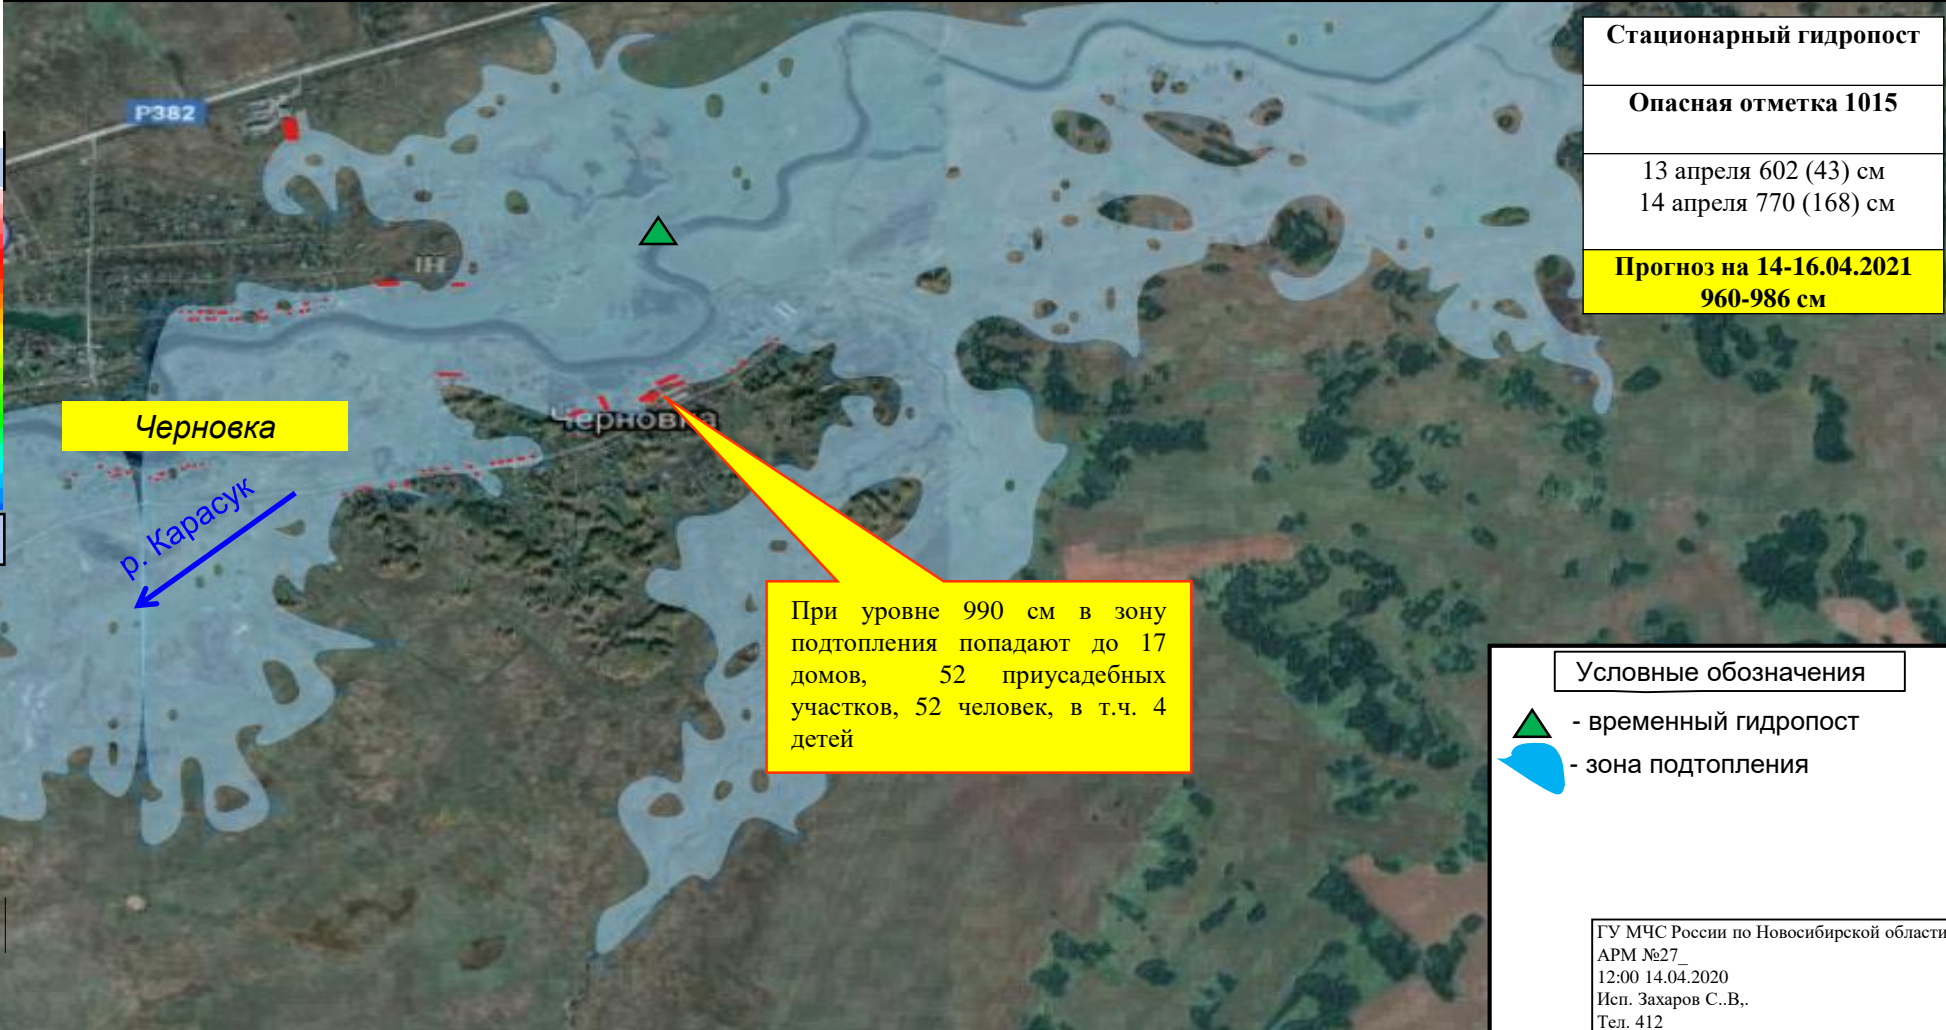 Стационарный гидропост
Опасная отметка 1015
13 апреля 602 (43) см
14 апреля 770 (168) см
Прогноз на 14-16.04.2021
960-986 см
Р382
Черновка
Черновка
р. Карасук
При уровне 990 см в зону
подтопления попадают до 17
домов, 52 приусадебных
участков, 52 человек, в т.ч. 4
детей
Условные обозначения
- временный гидропост
- зона подтопления
ГУ МЧС России по Новосибирской области
АРМ №27_
12:00 14.04.2020
Исп. Захаров С..В,.
Тел. 412